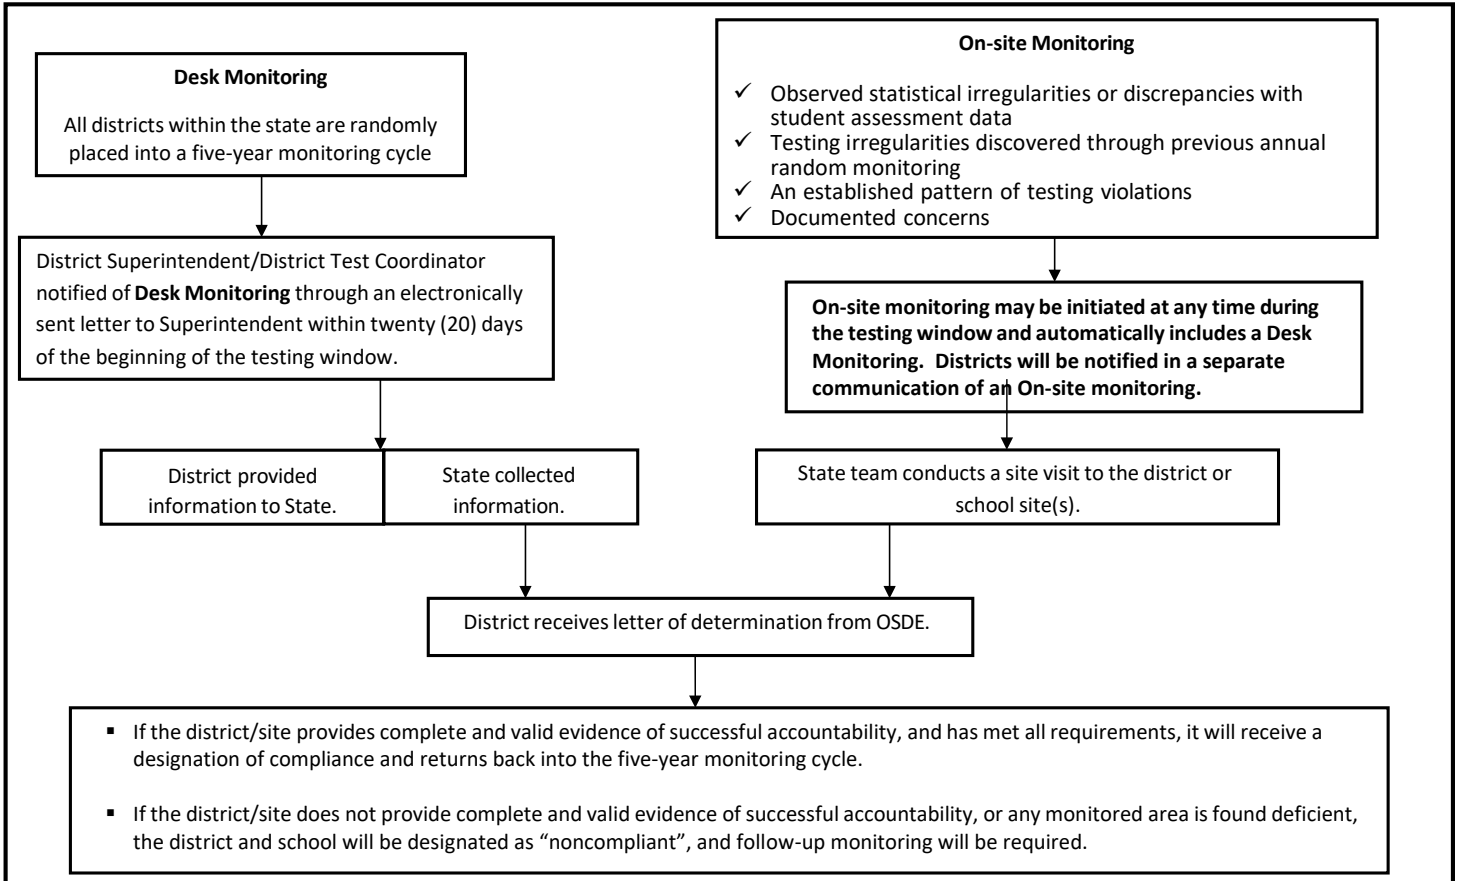 Desk Monitoring
All districts within the state are randomly
placed into a five-year monitoring cycle
On-site Monitoring
✓ Observed statistical irregularities or discrepancies with
student assessment data
✓ Testing irregularities discovered through previous annual
random monitoring
✓ An established pattern of testing violations
✓ Documented concerns
District Superintendent/District Test Coordinator
notified of Desk Monitoring through an electronically
sent letter to Superintendent within twenty (20) days
of the beginning of the testing window.
On-site monitoring may be initiated at any time during
the testing window and automatically includes a Desk
Monitoring.  Districts will be notified in a separate
communication of an On-site monitoring.
District provided
information to State.
State collected
information.
State team conducts a site visit to the district or
school site(s).
District receives letter of determination from OSDE.
▪ If the district/site provides complete and valid evidence of successful accountability, and has met all requirements, it will receive a
designation of compliance and returns back into the five-year monitoring cycle.
▪ If the district/site does not provide complete and valid evidence of successful accountability, or any monitored area is found deficient,
the district and school will be designated as “noncompliant”, and follow-up monitoring will be required.